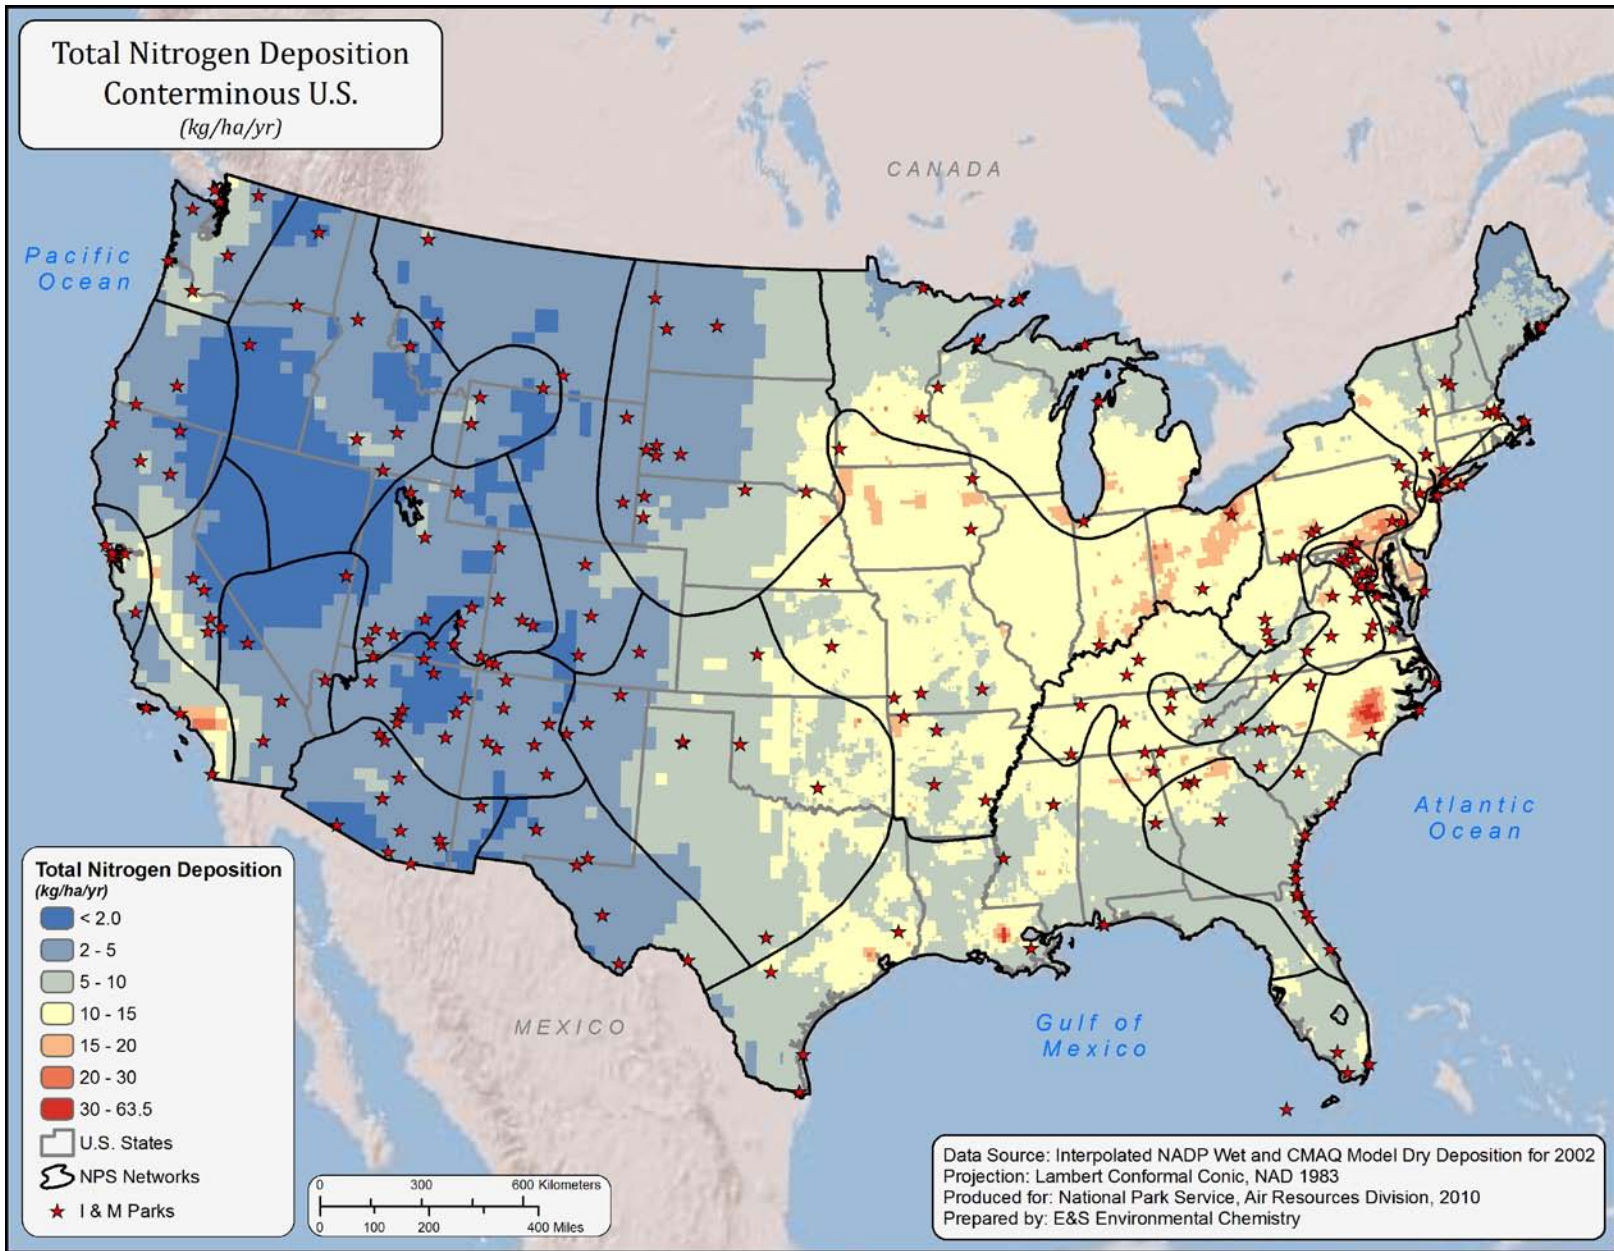 Total Nitrogen Deposition
Conterminous U.S.
(kg/ha/yr)
CANADA
Pacific
Ocean
Atlantic
Ocean
Total Nitrogen Deposition
(kg/ha/yr)
< 2.0
2 - 5
5 - 10
10 - 15
15 - 20
20 - 30
30 - 63.5
U.S. States
NPS Networks
I & M Parks
MEXICO
Gulf of
Mexico
0 300 600 Kilometers
0 100 200 400 Miles
Data Source: Interpolated NADP Wet and CMAQ Model Dry Deposition for 2002
Projection: Lambert Conformal Conic, NAD 1983
Produced for: National Park Service, Air Resources Division, 2010
Prepared by: E&S Environmental Chemistry